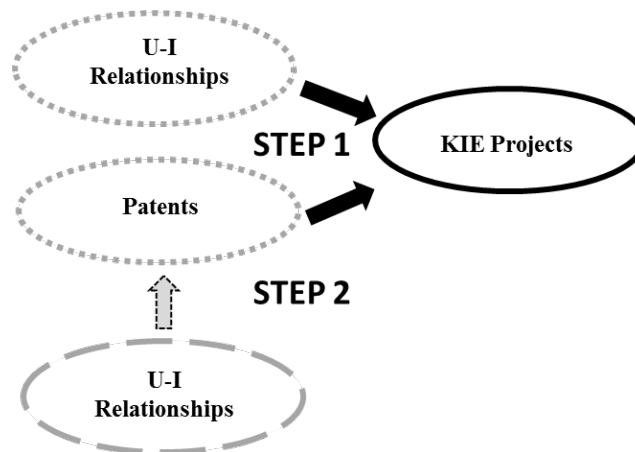 U-I
Relationships
STEP 1
KIE Projects
Patents
STEP 2
U-I
Relationships